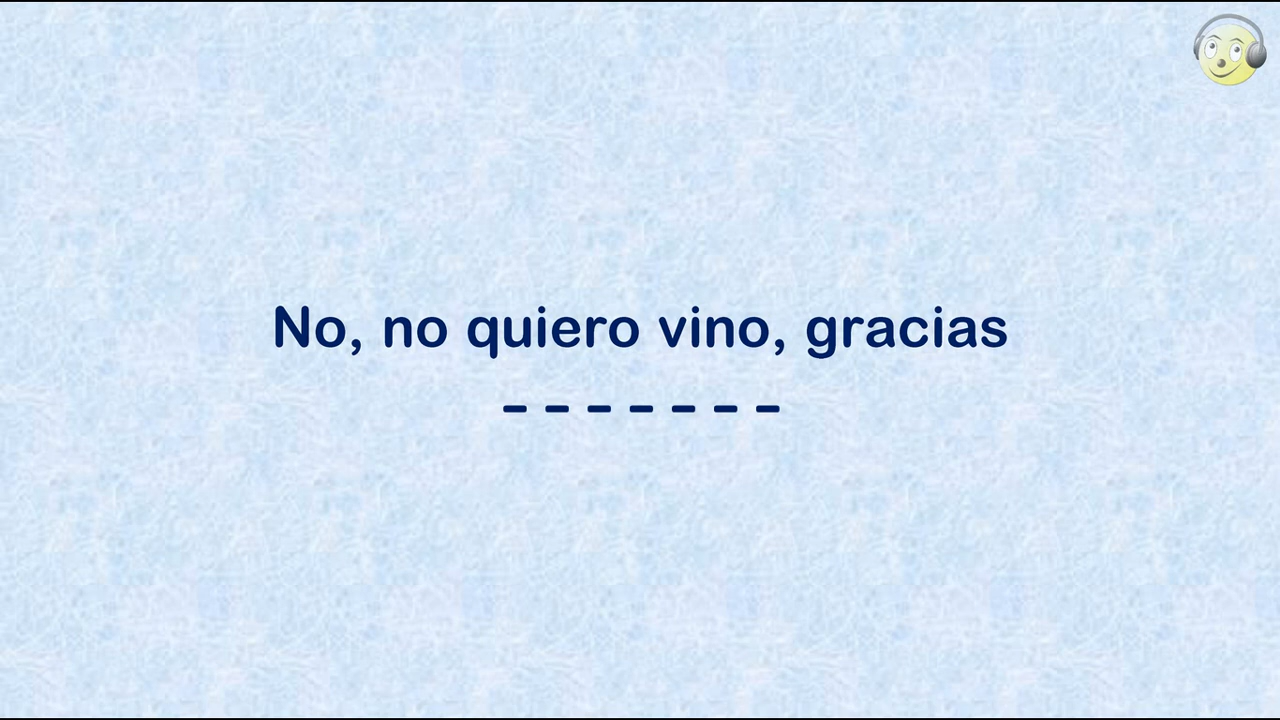 No, no quiero vino, gracias
- - - - - - -